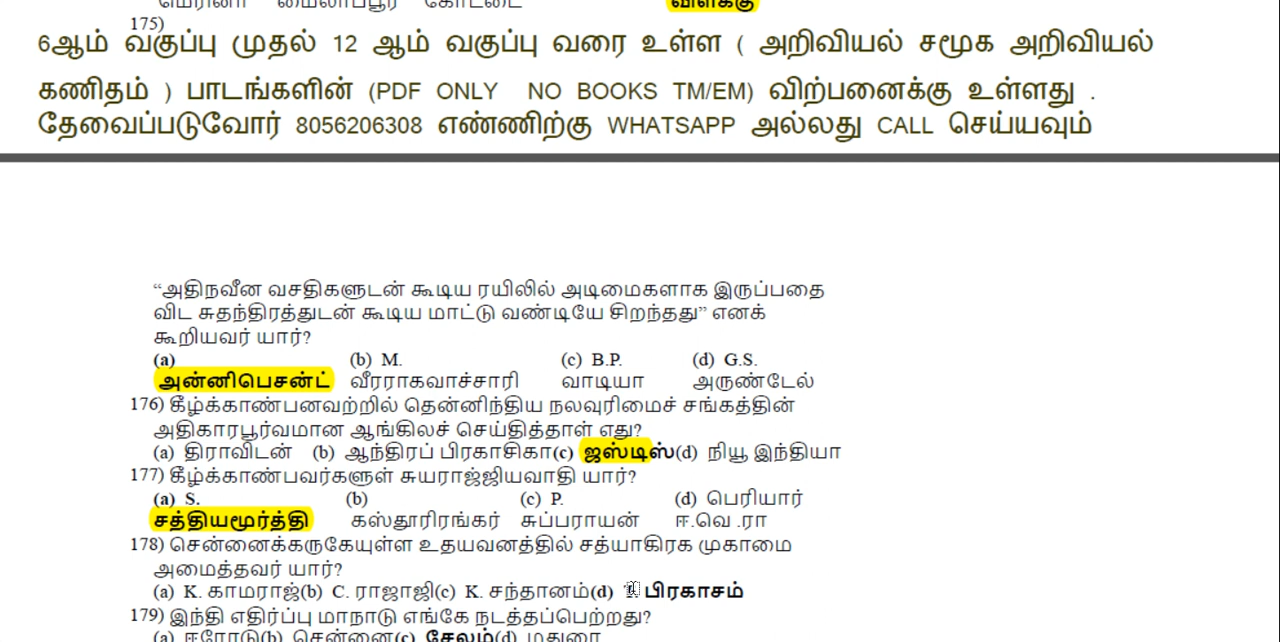 மெரினா மைலாப்பூர் கோட்டை விளக்கு
175)
6ஆம் வகுப்பு முதல் 12 ஆம் வகுப்பு வரை உள்ள ( அறிவியல் சமூக அறிவியல்
கணிதம் ) பாடங்களின் (PDF ONLY NO BOOKS TM/EM) விற்பனைக்கு உள்ளது .
தேவைப்படுவோர் 8056206308 எண்ணிற்கு WHATSAPP அல்லது CALL செய்யவும்
“அதிநவீன வசதிகளுடன் கூடிய ரயிலில் அடிமைகளாக இருப்பதை
விட சுதந்திரத்துடன் கூடிய மாட்டு வண்டியே சிறந்தது” எனக்
கூறியவர் யார்?
(a) (b) M. (c) B.P. (d) G.S.
அன்னிபெசன்ட் வீரராகவாச்சாரி வாடியா அருண்டேல்
176) கீழ்க்காண்பனவற்றில் தென்னிந்திய நலவுரிமைச் சங்கத்தின்
அதிகாரபூர்வமான ஆங்கிலச் செய்தித்தாள் எது?
(a) திராவிடன் (b) ஆந்திரப் பிரகாசிகா(c) ஜஸ்டிஸ்(d) நியூ இந்தியா
177) கீழ்க்காண்பவர்களுள் சுயராஜ்ஜியவாதி யார்?
(a) S. (b) (c) P. (d) பெரியார்
சத்தியமூர்த்தி கஸ்தூரிரங்கர் சுப்பராயன் ஈ.வெ .ரா
178) சென்னைக்கருகேயுள்ள உதயவனத்தில் சத்யாகிரக முகாமை
அமைத்தவர் யார்?
(a) K. காமராஜ்(b) C. ராஜாஜி(c) K. சந்தானம்(d) பிரகாசம்
179) இந்தி எதிர்ப்பு மாநாடு எங்கே நடத்தப்பெற்றது?
(a) ஈரோடு(b) சென்னை(c) சேலம்(d) மதுரை